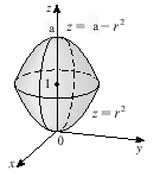 z
a
z = a − r²
1
z = r²
0
y
x